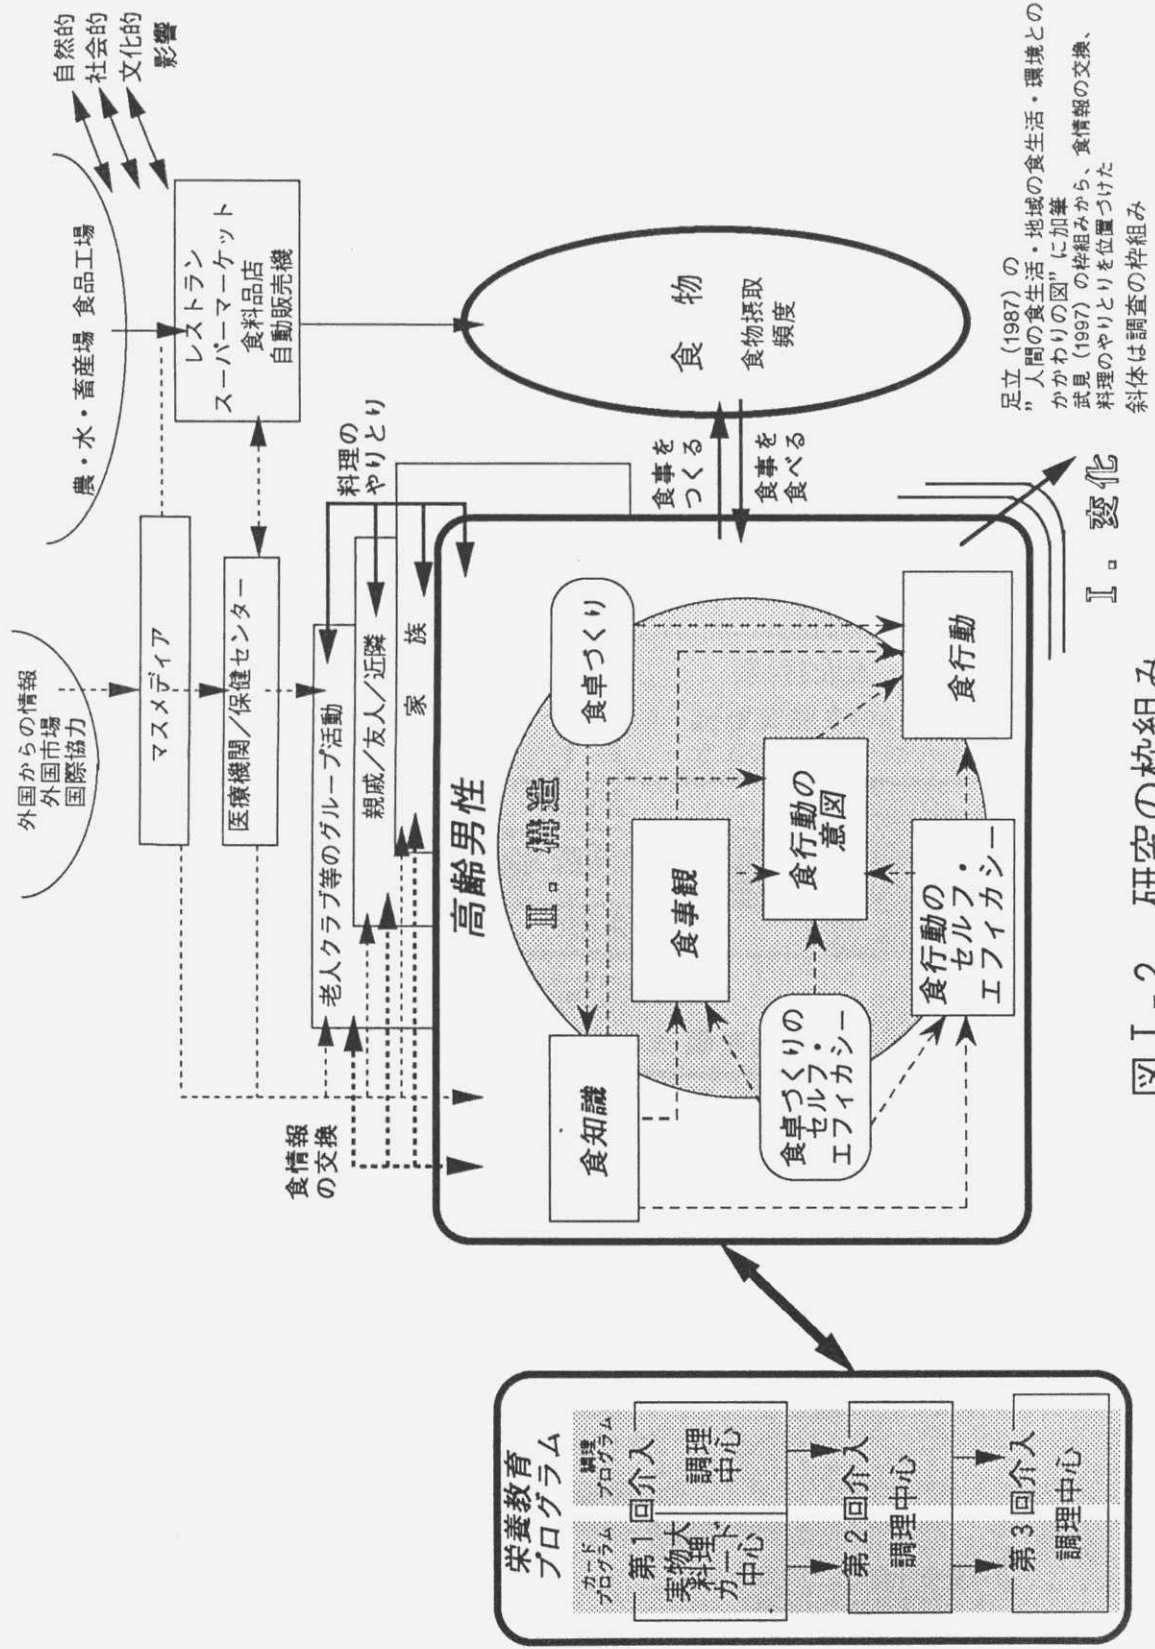 外国からの情報
外国市場
国際協力
農・水・畜産場 食品工場
自然的
社会的
文化的
影響
マスメディア
医療機関/保健センター
レストラン
スーパーマーケット
食料品店
自動販売機
老人クラブ等のグループ活動
親戚/友人/近隣
家族
料理の
やりとり
食情報
の交換
高齢男性
II. 構造
食知識
食卓づくり
食事観
食行動の
意図
食卓づくりの
セルフ・
エフィカシー
食行動の
セルフ・
エフィカシー
食行動
食事を
つくる
食事を
食べる
食物
食物摂取
頻度
I. 変化
栄養教育
プログラム
カード
プログラム
調理
プログラム
第1回介入
実物大
料理
カード
中心
調理
中心
第2回介入
調理中心
第3回介入
調理中心
足立 (1987) の
"人間の食生活・地域の食生活・環境との
かかわりの図"に加筆
武見 (1997) の枠組みから、食情報の交換、
料理のやりとりを位置づけた
斜体は調査の枠組み
図I-2 研究の枠組み